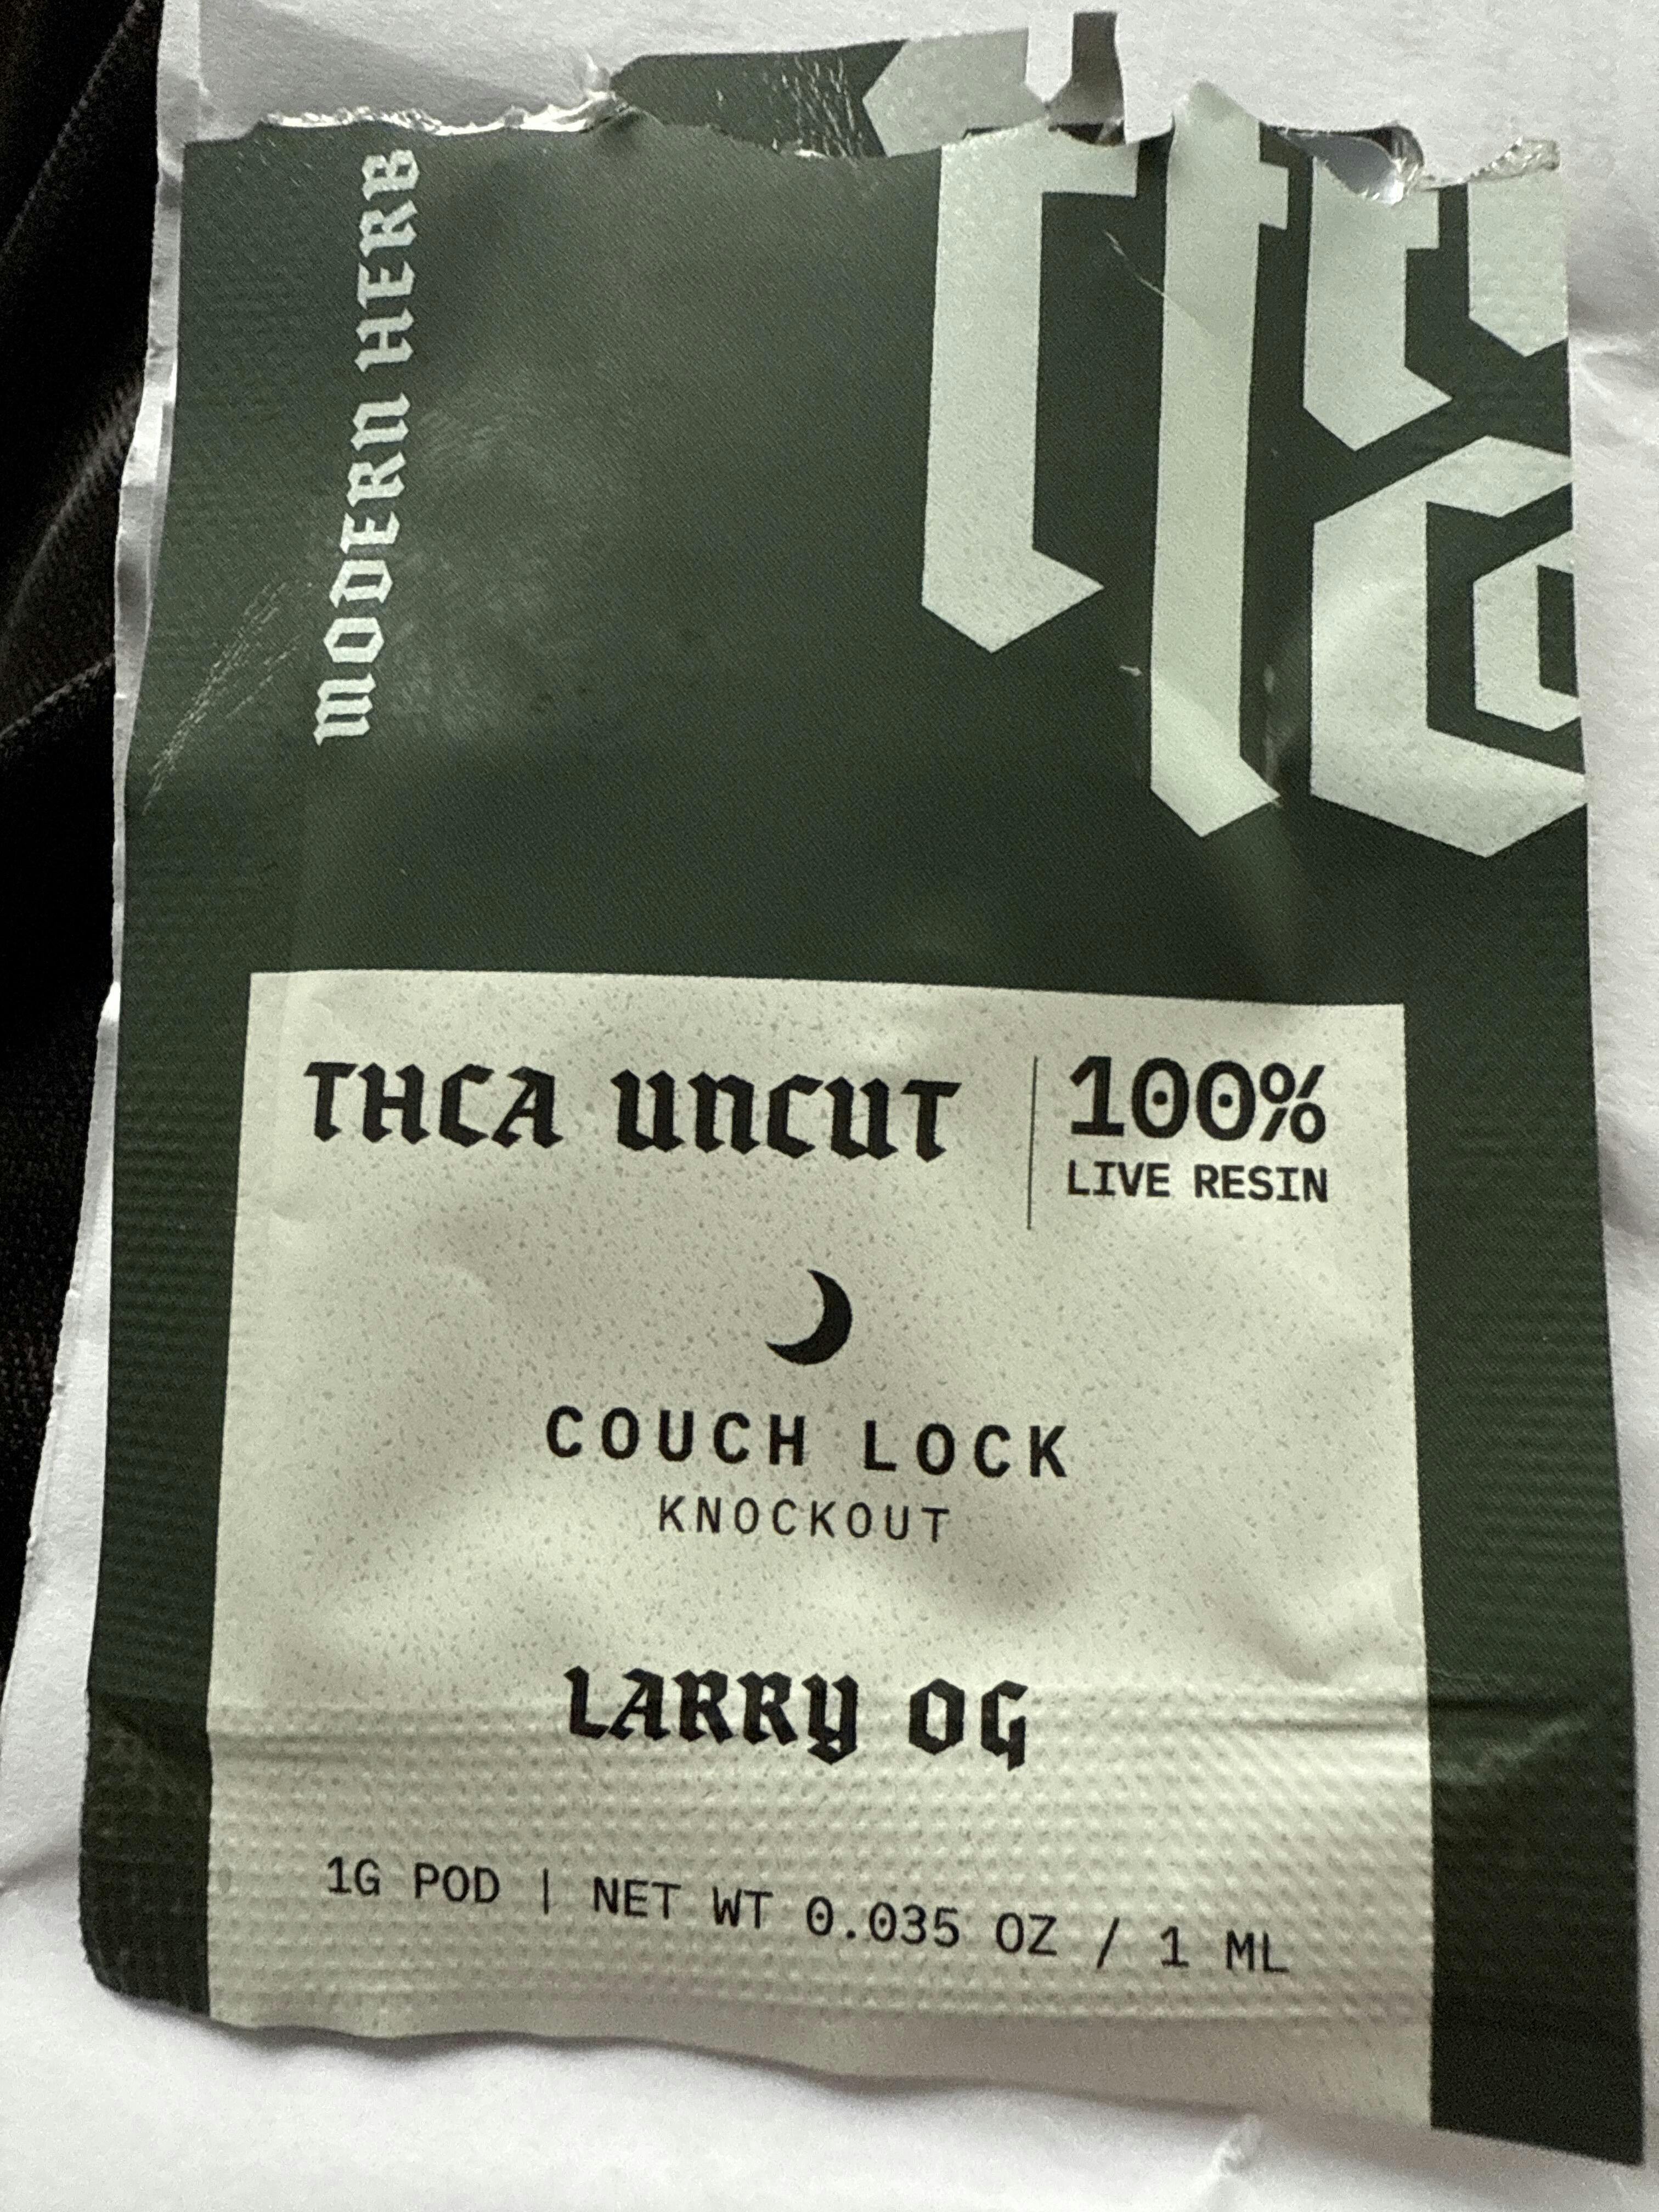 MODERN HERB
THCA UNCUT
100%
LIVE RESIN
COUCH LOCK
KNOCKOUT
LARRY OG
1G POD | NET WT 0.035 OZ / 1 ML